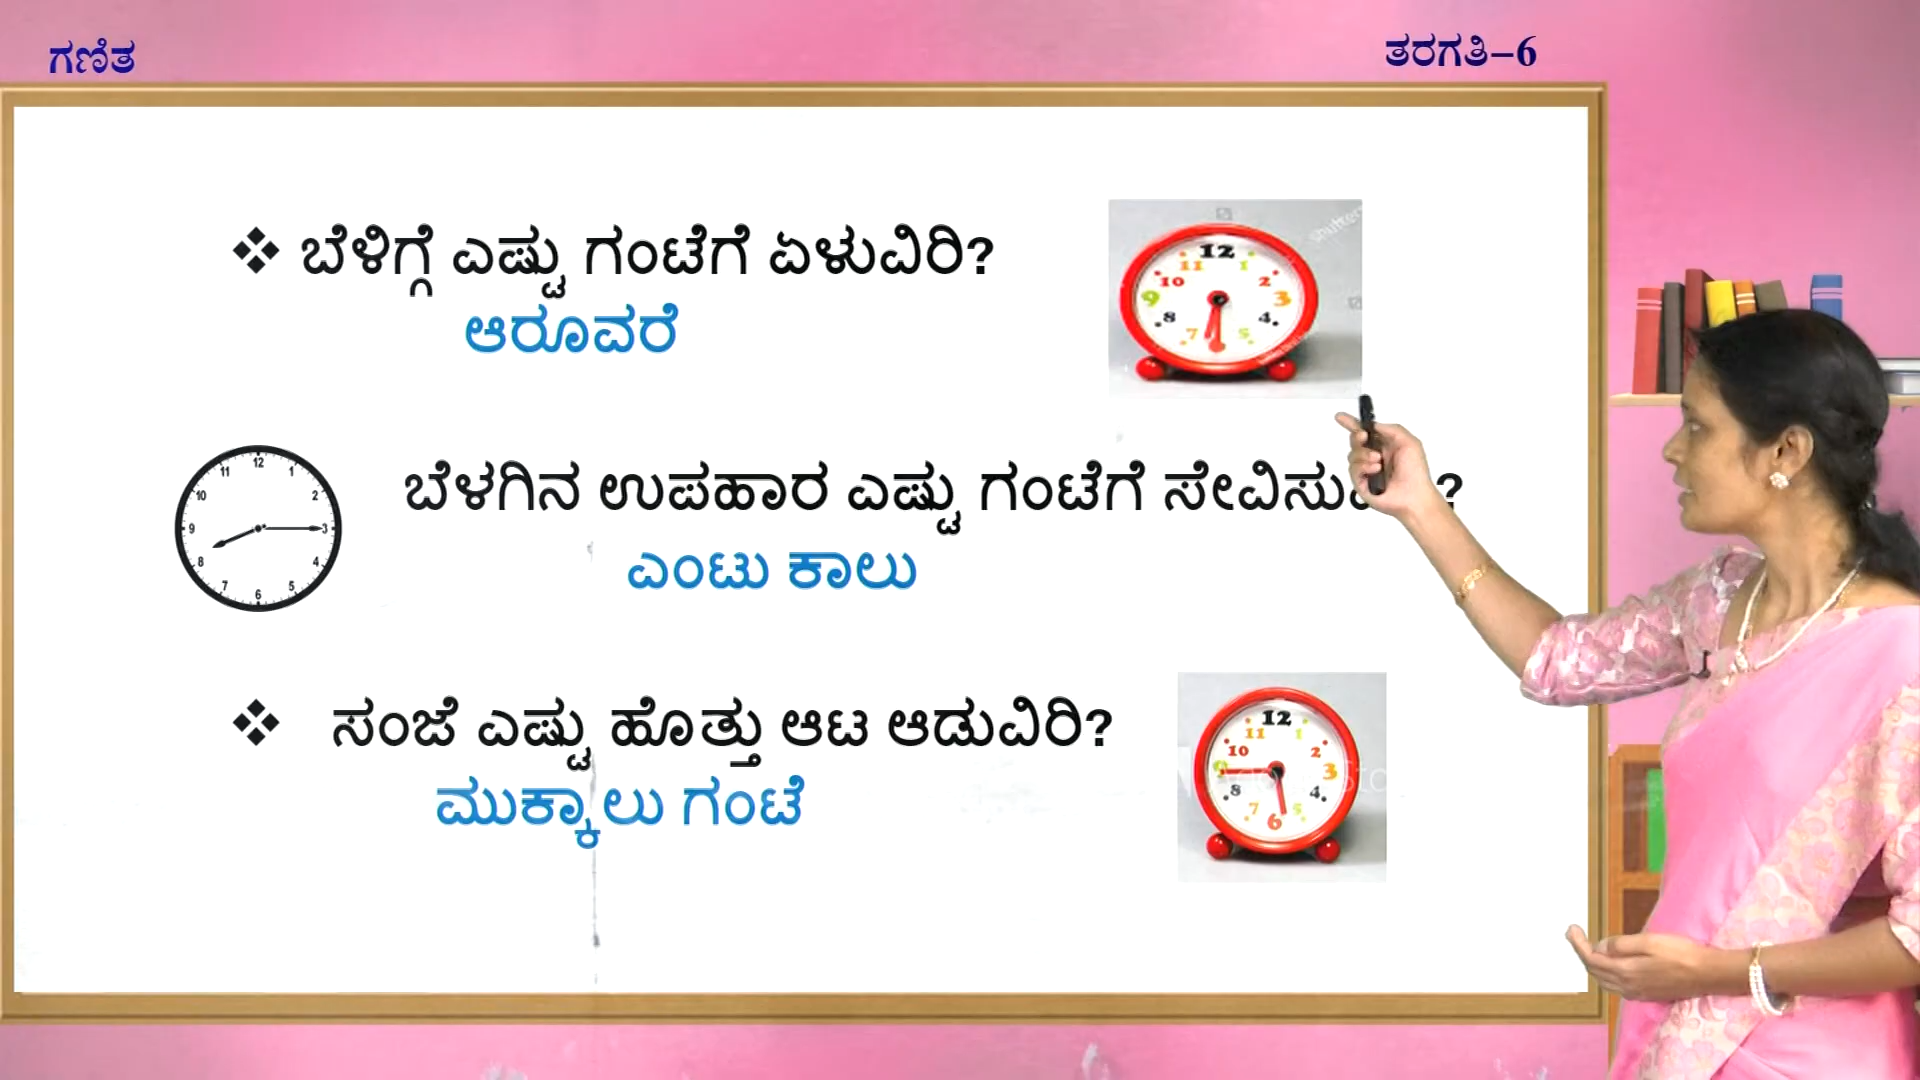 ಗಣಿತ
ತರಗತಿ–6
❖ ಬೆಳಿಗ್ಗೆ ಎಷ್ಟು ಗಂಟೆಗೆ ಏಳುವಿರಿ?
ಆರೂವರೆ
ಬೆಳಗಿನ ಉಪಹಾರ ಎಷ್ಟು ಗಂಟೆಗೆ
ಎಂಟು ಕಾಲು
❖ ಸಂಜೆ ಎಷ್ಟು ಹೊತ್ತು ಆಟ ಆಡುವಿರಿ?
ಮುಕ್ಕಾಲು ಗಂಟೆ